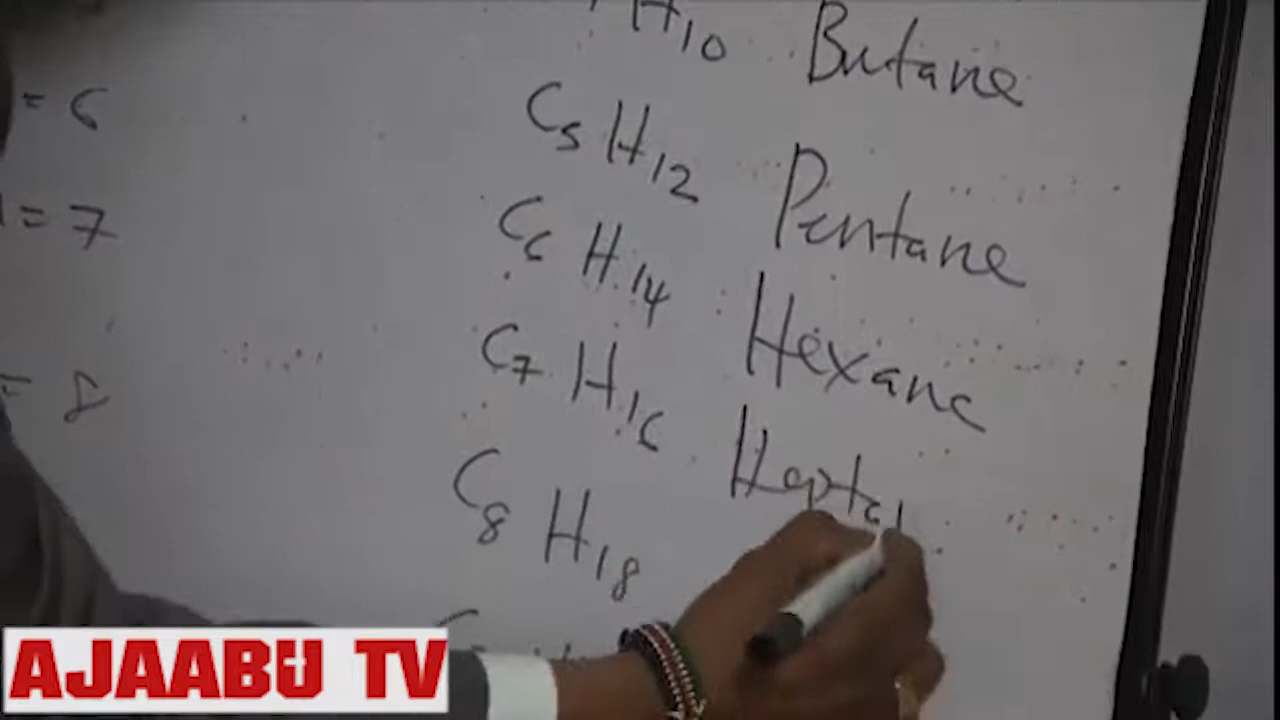 H10 Butane
= 6
C5 H12 Pentane
= 7
C6 H14 Hexane
C7 H16 Hepta
= 8
C8 H18
AJAABU TV